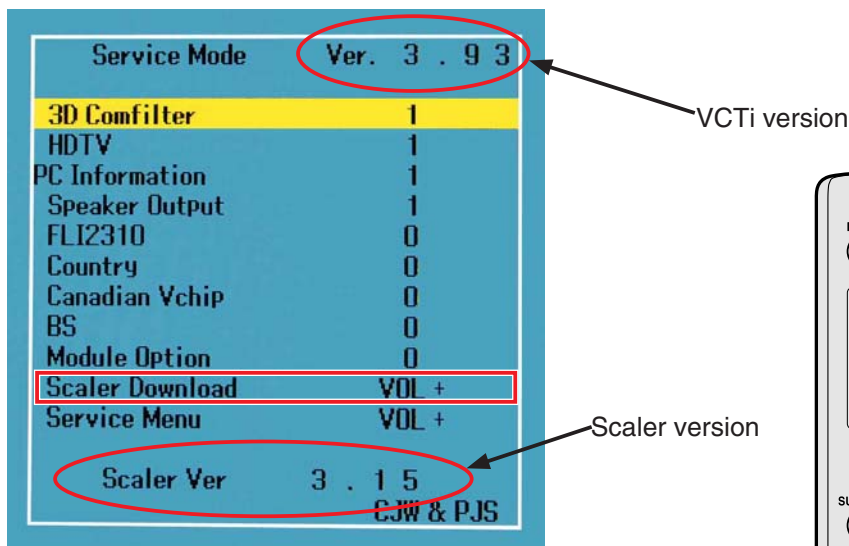 Service Mode Ver. 3 . 9 3
VCTi version
3D Comfilter 1
HDTV 1
PC Information 1
Speaker Output 1
FLI2310 0
Country 0
Canadian Vchip 0
BS 0
Module Option 0
Scaler Download VOL +
Service Menu VOL +
Scaler version
Scaler Ver 3 . 1 5
CJW & PJS